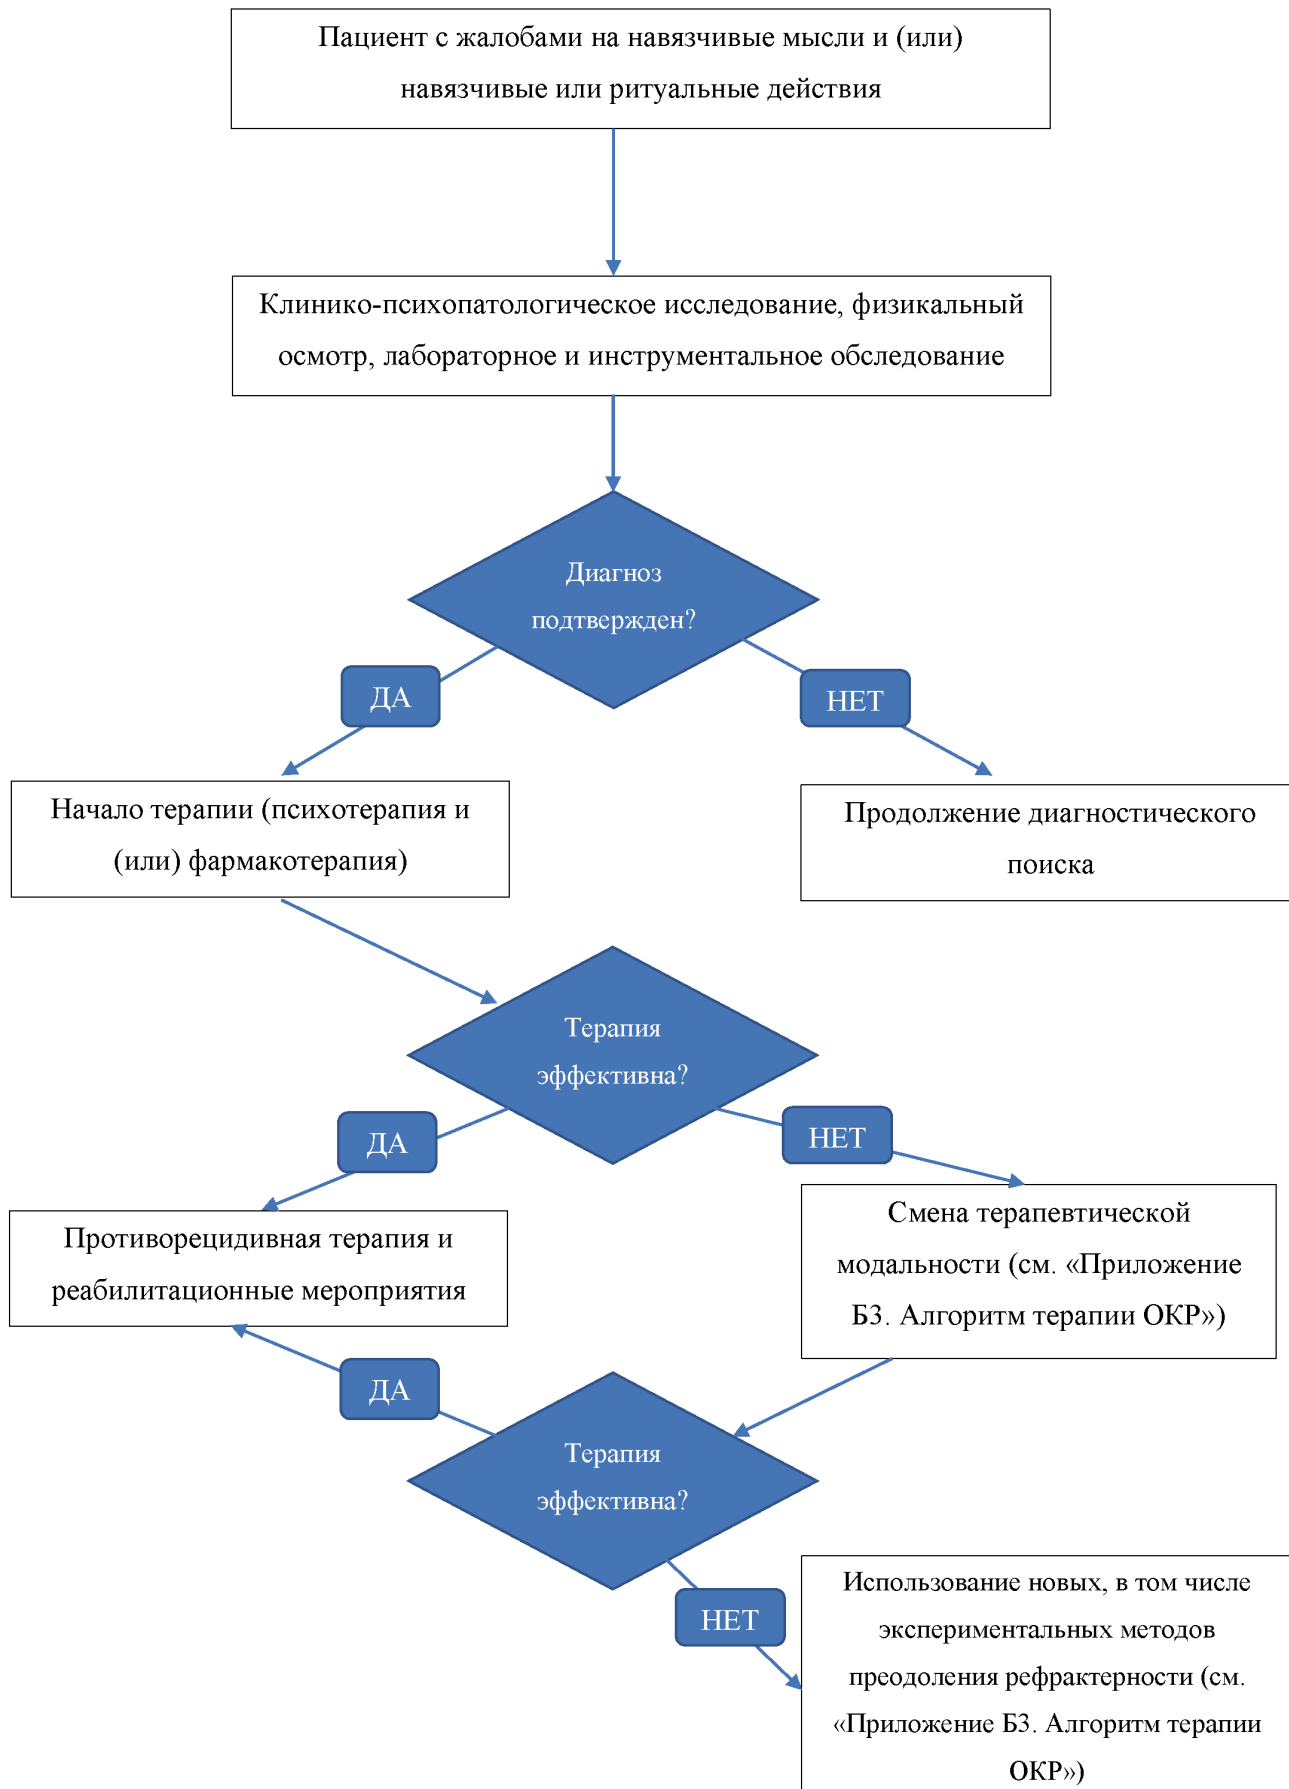 Пациент с жалобами на навязчивые мысли и (или)
навязчивые или ритуальные действия
Клинико-психопатологическое исследование, физикальный
осмотр, лабораторное и инструментальное обследование
Диагноз
подтвержден?
ДА
НЕТ
Начало терапии (психотерапия и
(или) фармакотерапия)
Продолжение диагностического
поиска
Терапия
эффективна?
ДА
НЕТ
Противорецидивная терапия и
реабилитационные мероприятия
Смена терапевтической
модальности (см. «Приложение
Б3. Алгоритм терапии ОКР»)
ДА
Терапия
эффективна?
НЕТ
Использование новых, в том числе
экспериментальных методов
преодоления рефрактерности (см.
«Приложение Б3. Алгоритм терапии
ОКР»)